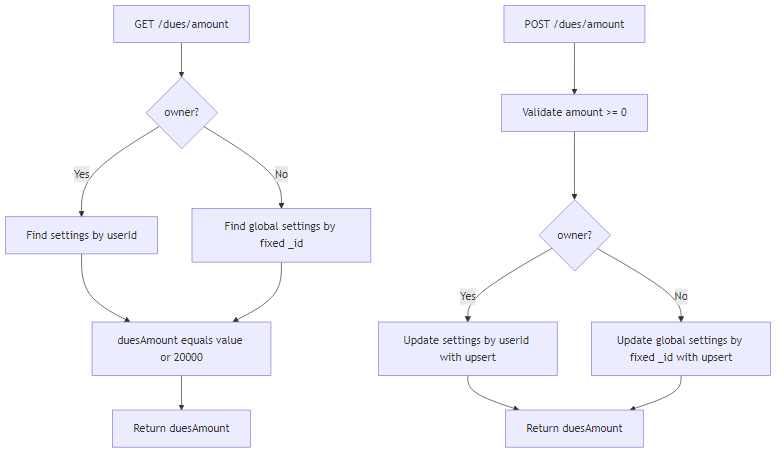 GET /dues/amount
owner?
Yes
No
Find settings by userId
Find global settings by
fixed _id
duesAmount equals value
or 20000
Return duesAmount
POST /dues/amount
Validate amount >= 0
owner?
Yes
No
Update settings by userId
with upsert
Update global settings by
fixed _id with upsert
Return duesAmount